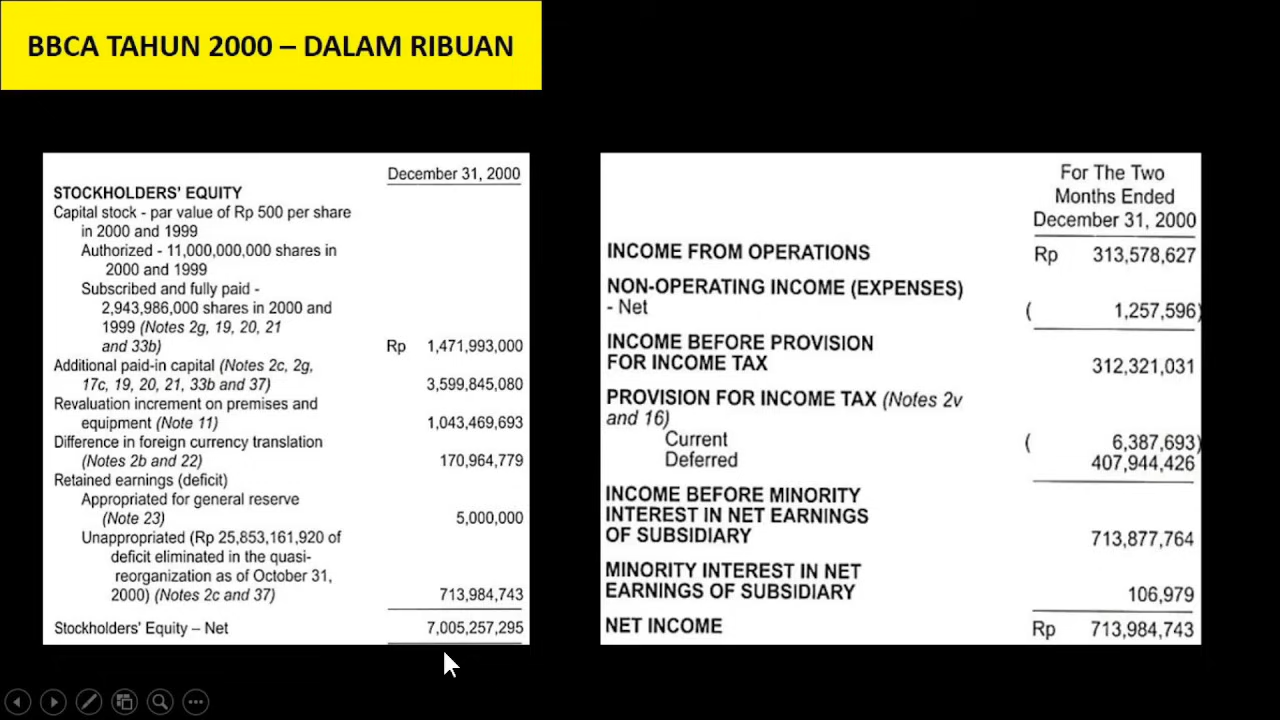 BBCA TAHUN 2000 – DALAM RIBUAN
December 31, 2000
STOCKHOLDERS' EQUITY
Capital stock - par value of Rp 500 per share
in 2000 and 1999
Authorized - 11,000,000,000 shares in
2000 and 1999
Subscribed and fully paid -
2,943,986,000 shares in 2000 and
1999 (Notes 2g, 19, 20, 21
and 33b) Rp 1,471,993,000
Additional paid-in capital (Notes 2c, 2g,
17c, 19, 20, 21, 33b and 37) 3,599,845,080
Revaluation increment on premises and
equipment (Note 11) 1,043,469,693
Difference in foreign currency translation
(Notes 2b and 22) 170,964,779
Retained earnings (deficit)
Appropriated for general reserve
(Note 23) 5,000,000
Unappropriated (Rp 25,853,161,920 of
deficit eliminated in the quasi-
reorganization as of October 31,
2000) (Notes 2c and 37) 713,984,743
Stockholders' Equity – Net 7,005,257,295
For The Two
Months Ended
December 31, 2000
INCOME FROM OPERATIONS Rp 313,578,627
NON-OPERATING INCOME (EXPENSES)
- Net ( 1,257,596)
INCOME BEFORE PROVISION
FOR INCOME TAX 312,321,031
PROVISION FOR INCOME TAX (Notes 2v
and 16)
Current ( 6,387,693)
Deferred 407,944,426
INCOME BEFORE MINORITY
INTEREST IN NET EARNINGS
OF SUBSIDIARY 713,877,764
MINORITY INTEREST IN NET
EARNINGS OF SUBSIDIARY 106,979
NET INCOME Rp 713,984,743